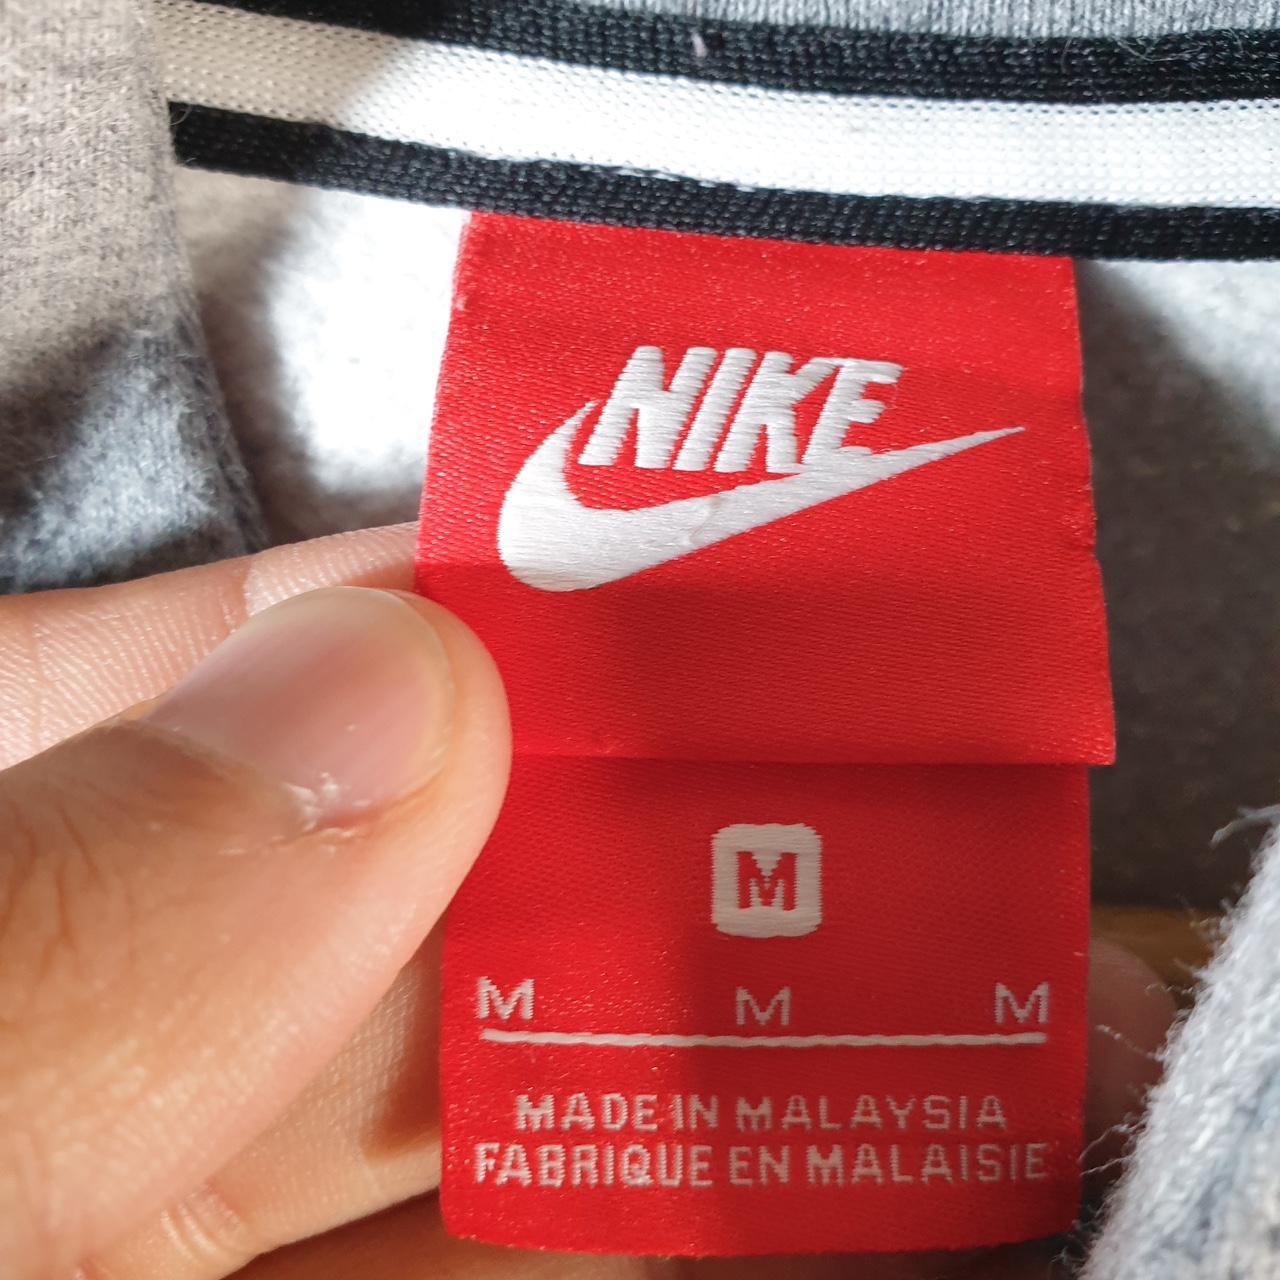 NIKE
M
M M M
MADE IN MALAYSIA
FABRIQUE EN MALAISIE